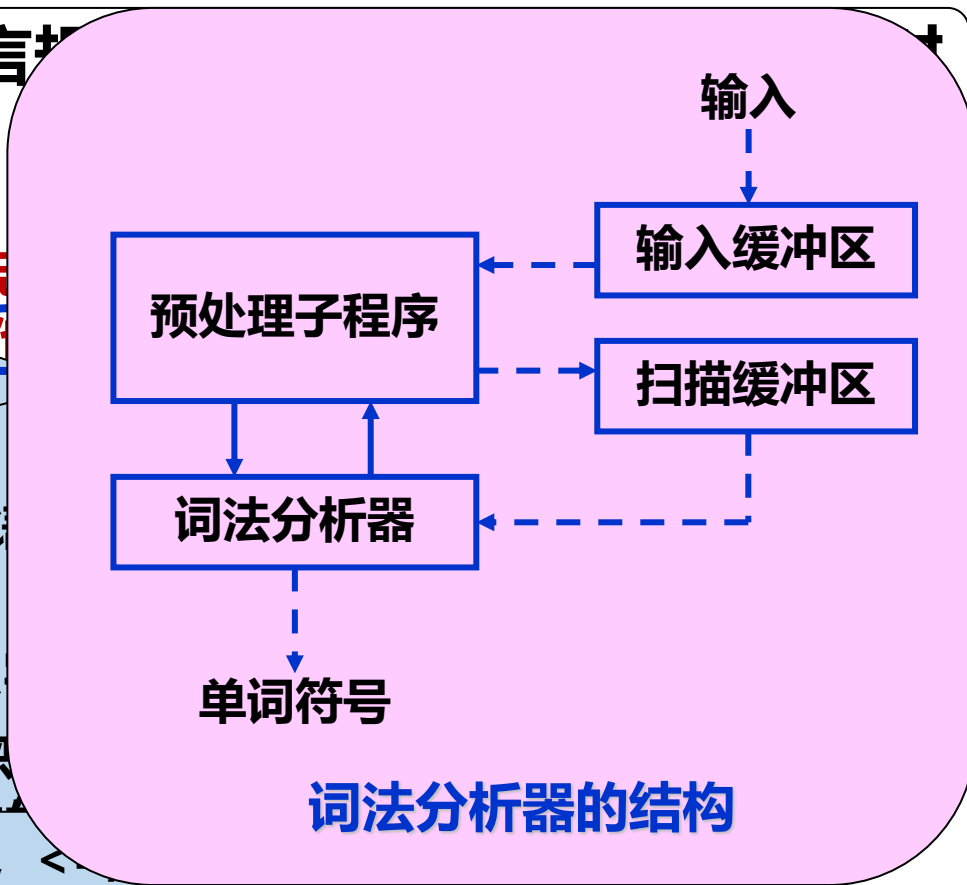 输入
输入缓冲区
预处理子程序
扫描缓冲区
词法分析器
单词符号
词法分析器的结构
<